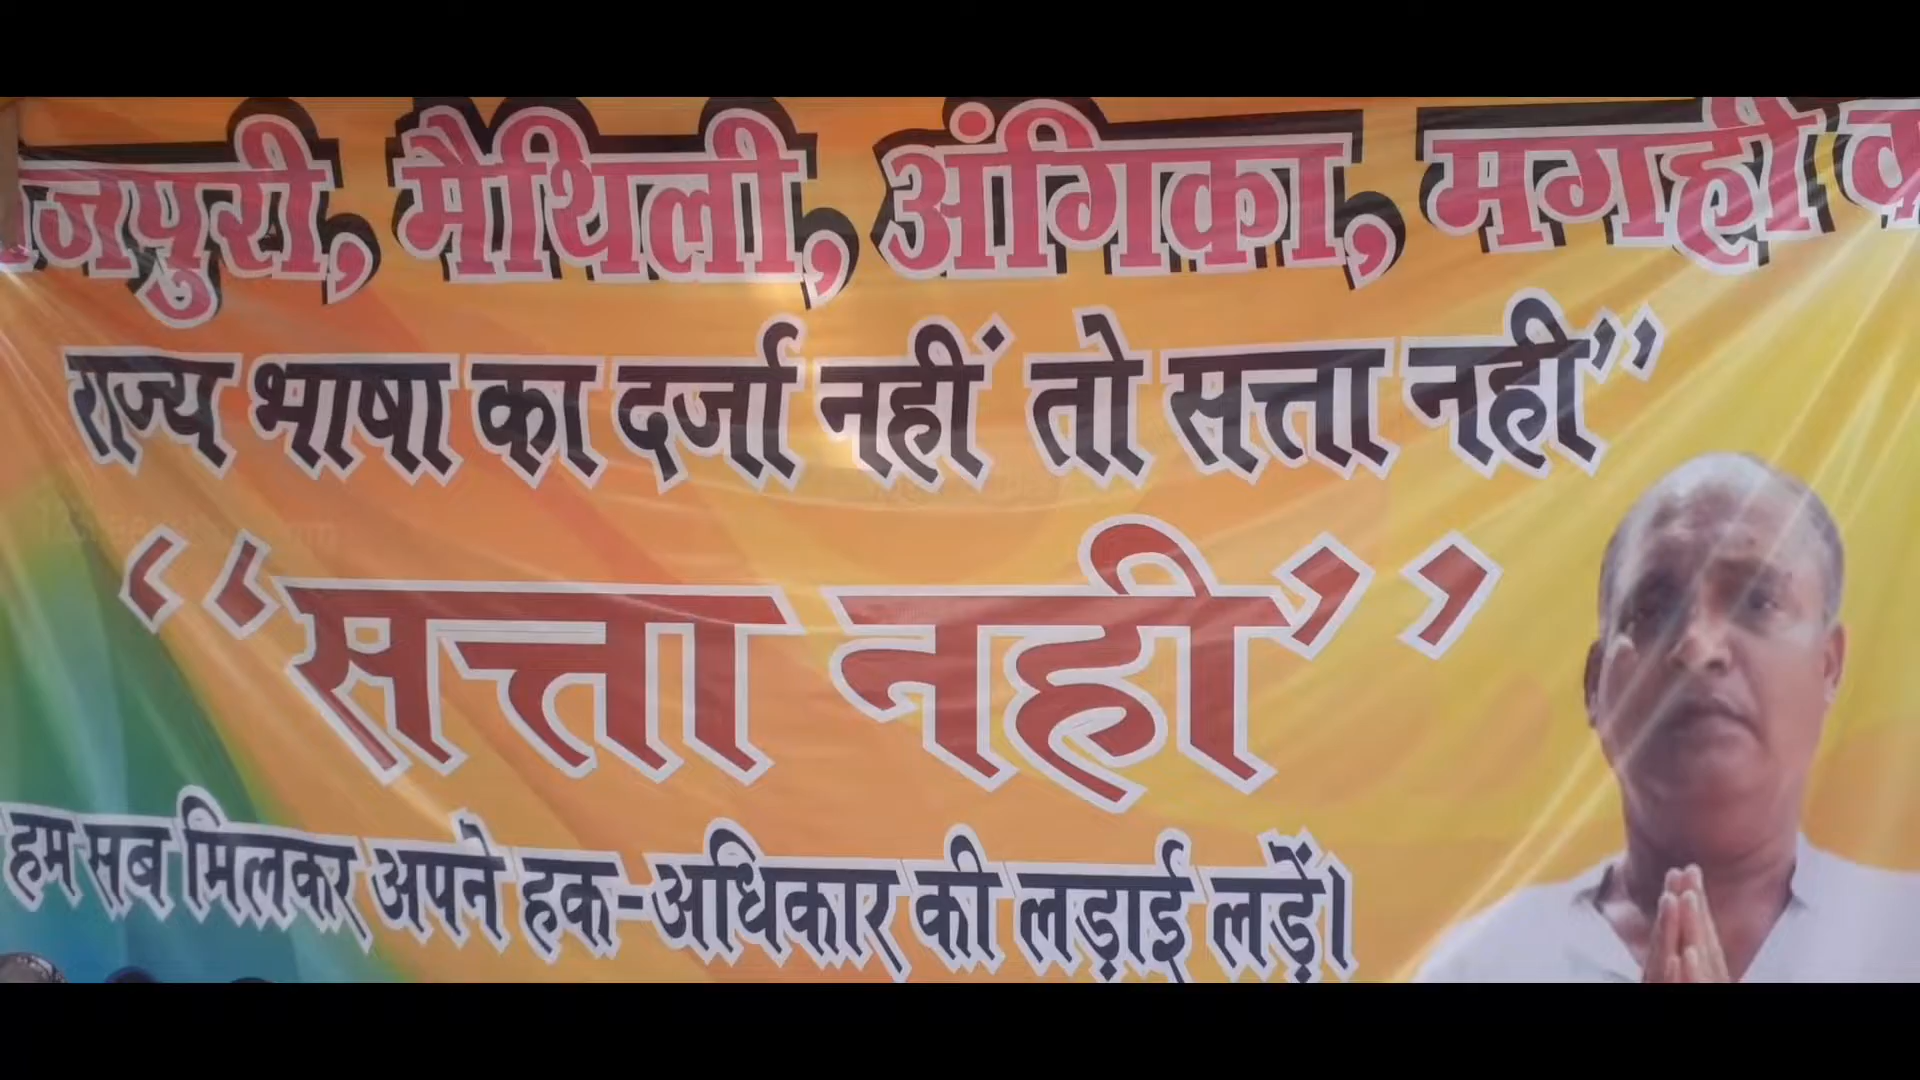 जपुरी, मैथिली, अंगिका, मगही
राज्य भाषा का दर्जा नहीं तो सत्ता नही”
“सत्ता नही”
हम सब मिलकर अपने हक-अधिकार की लड़ाई लड़ें।